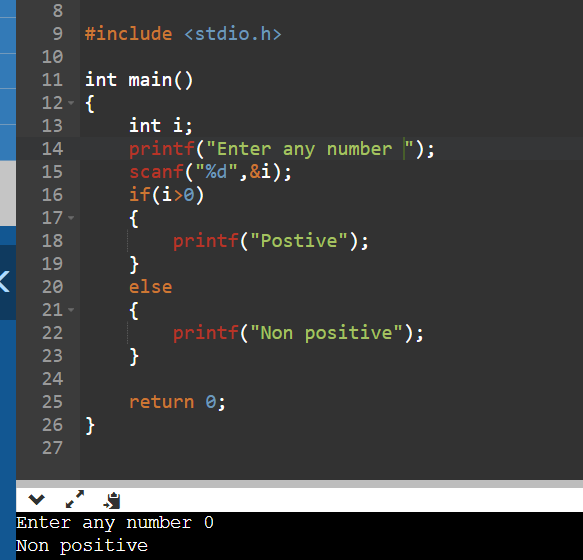 8
9 #include <stdio.h>
10
11 int main()
12 {
13     int i;
14     printf("Enter any number ");
15     scanf("%d",&i);
16     if(i>0)
17     {
18         printf("Postive");
19     }
20     else
21     {
22         printf("Non positive");
23     }
24
25     return 0;
26 }
27
Enter any number 0
Non positive